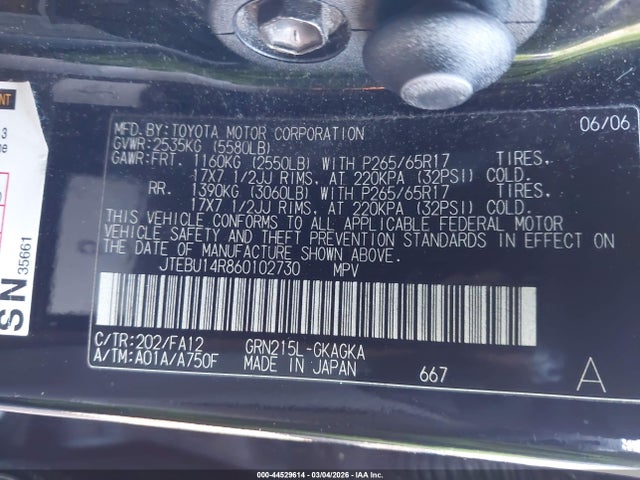 MFD.BY:TOYOTA MOTOR CORPORATION 06/06
GVWR:2535KG (5580LB)
GAWR:FRT. 1160KG (2550LB) WITH P265/65R17 TIRES,
17X7 1/2JJ RIMS, AT 220KPA (32PSI) COLD.
RR. 1390KG (3060LB) WITH P265/65R17 TIRES,
17X7 1/2JJ RIMS, AT 220KPA (32PSI) COLD.
THIS VEHICLE CONFORMS TO ALL APPLICABLE FEDERAL MOTOR
VEHICLE SAFETY AND THEFT PREVENTION STANDARDS IN EFFECT ON
THE DATE OF MANUFACTURE SHOWN ABOVE.
JTEBU14R860102730 MPV
C/TR:202/FA12 GRN215L-GKAGKA
A/TM:A01A/A750F MADE IN JAPAN 667 A
SN
35661
000-44529614 | 03/04/2026 | IAA Inc.